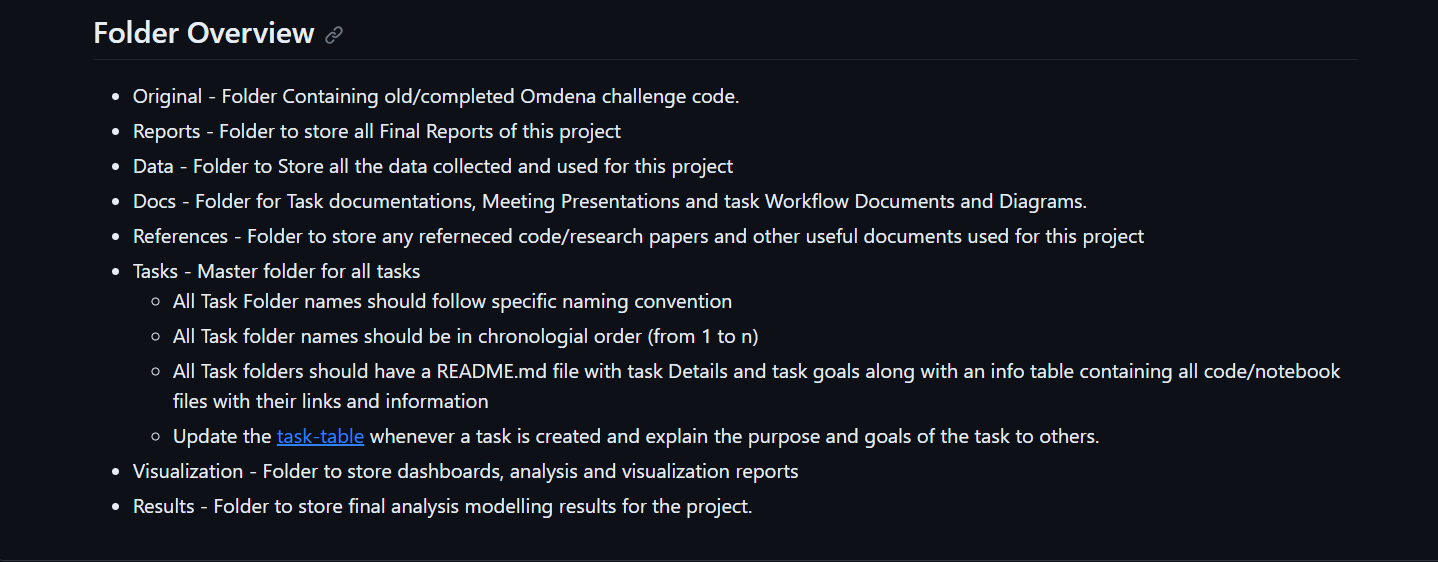 Folder Overview
Original - Folder Containing old/completed Omdena challenge code.
Reports - Folder to store all Final Reports of this project
Data - Folder to Store all the data collected and used for this project
Docs - Folder for Task documentations, Meeting Presentations and task Workflow Documents and Diagrams.
References - Folder to store any referneced code/research papers and other useful documents used for this project
Tasks - Master folder for all tasks
All Task Folder names should follow specific naming convention
All Task folder names should be in chronologial order (from 1 to n)
All Task folders should have a README.md file with task Details and task goals along with an info table containing all code/notebook
files with their links and information
Update the task-table whenever a task is created and explain the purpose and goals of the task to others.
Visualization - Folder to store dashboards, analysis and visualization reports
Results - Folder to store final analysis modelling results for the project.